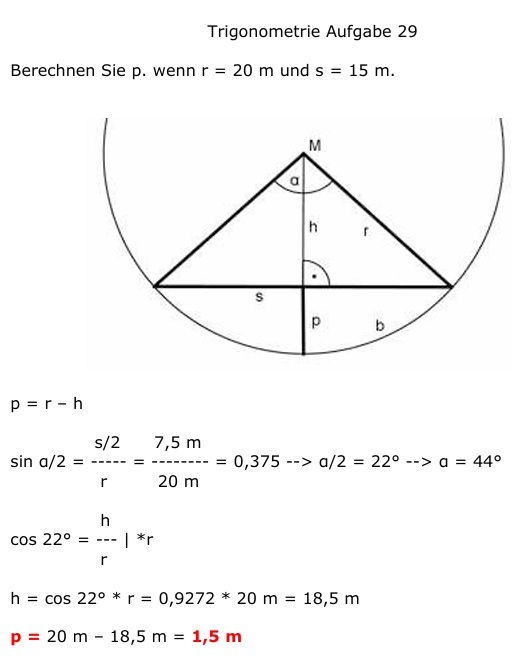 Trigonometrie Aufgabe 29
Berechnen Sie p. wenn r = 20 m und s = 15 m.
M
α
h
r
s
p
b
p = r – h
s/2 7,5 m
sin α/2 = ----- = -------- = 0,375 --> α/2 = 22° --> α = 44°
r 20 m
h
cos 22° = --- | *r
r
h = cos 22° * r = 0,9272 * 20 m = 18,5 m
p = 20 m – 18,5 m = 1,5 m